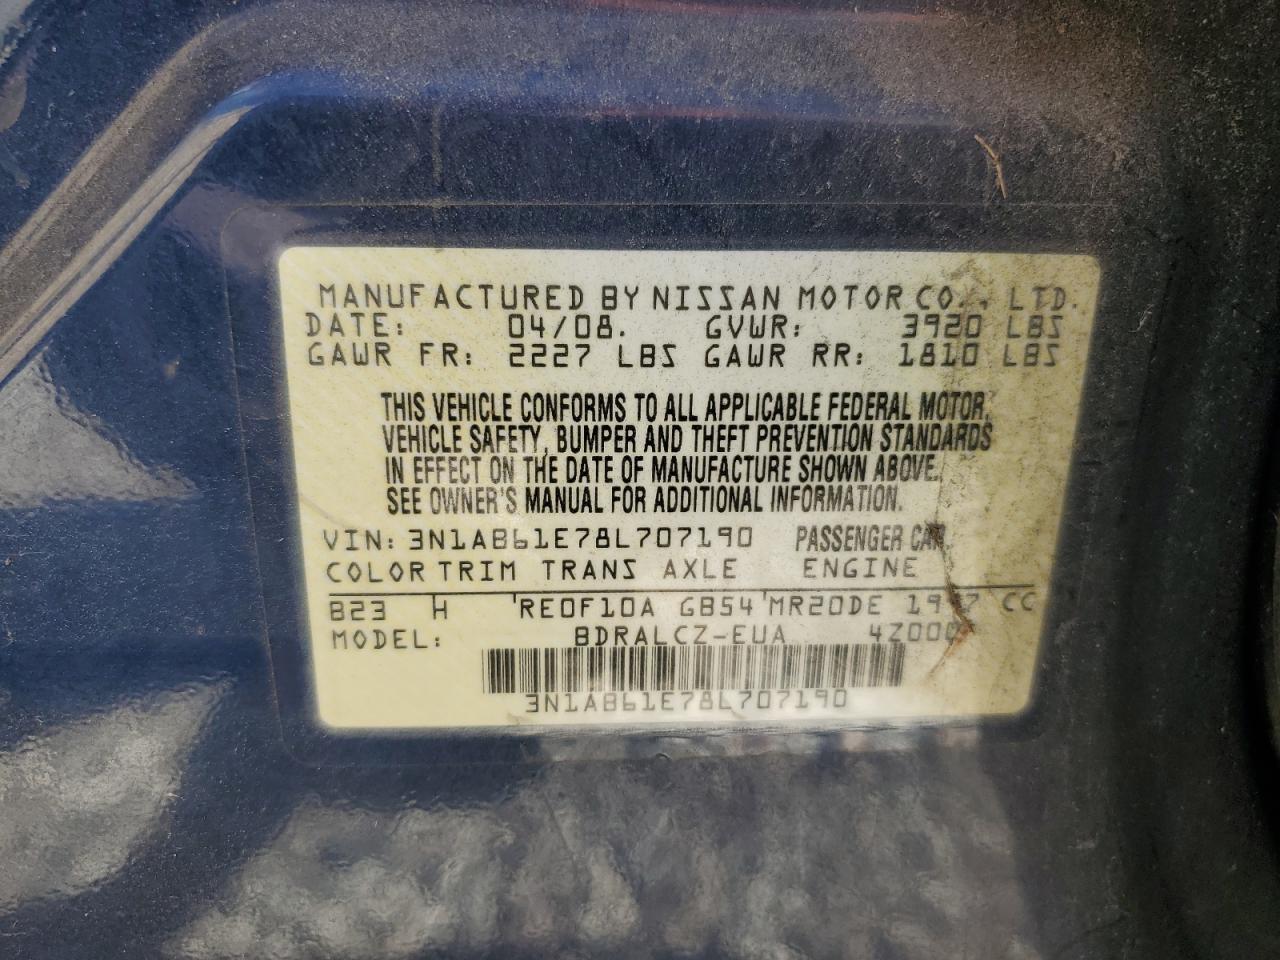 MANUFACTURED BY NISSAN MOTOR CO., LTD.
DATE: 04/08. GVWR: 3920 LBS
GAWR FR: 2227 LBS GAWR RR: 1810 LBS
THIS VEHICLE CONFORMS TO ALL APPLICABLE FEDERAL MOTOR
VEHICLE SAFETY, BUMPER AND THEFT PREVENTION STANDARDS
IN EFFECT ON THE DATE OF MANUFACTURE SHOWN ABOVE.
SEE OWNER'S MANUAL FOR ADDITIONAL INFORMATION.
VIN: 3N1AB61E78L707190 PASSENGER CAR
COLOR TRIM TRANS AXLE ENGINE
B23 H 'RE0F10A GB54'MR20DE CC
MODEL: BDRALCZ-EUA
3N1AB61E78L707190